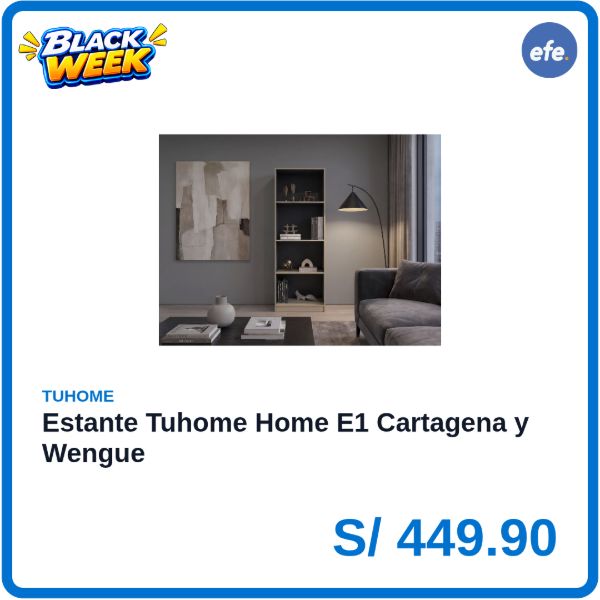 BLACK
WEEK
efe.
TUHOME
Estante Tuhome Home E1 Cartagena y
Wengue
S/ 449.90